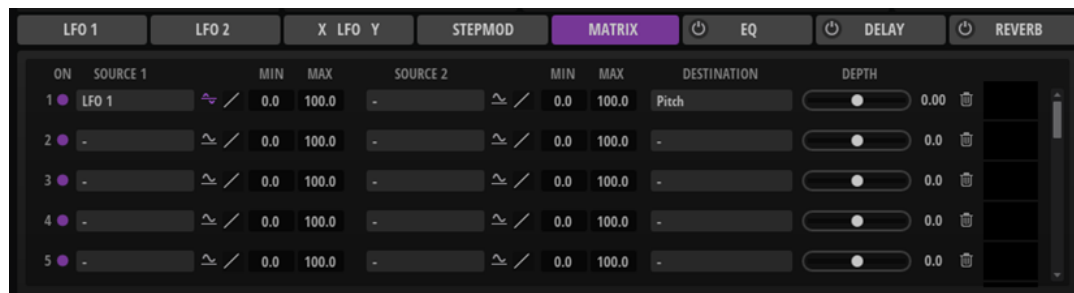 LFO 1 LFO 2 X LFO Y STEPMOD MATRIX EQ DELAY REVERB
ON SOURCE 1 MIN MAX SOURCE 2 MIN MAX DESTINATION DEPTH
1 LFO 1 0.0 100.0 - 0.0 100.0 Pitch 0.00
2 - 0.0 100.0 - 0.0 100.0 - 0.0
3 - 0.0 100.0 - 0.0 100.0 - 0.0
4 - 0.0 100.0 - 0.0 100.0 - 0.0
5 - 0.0 100.0 - 0.0 100.0 - 0.0